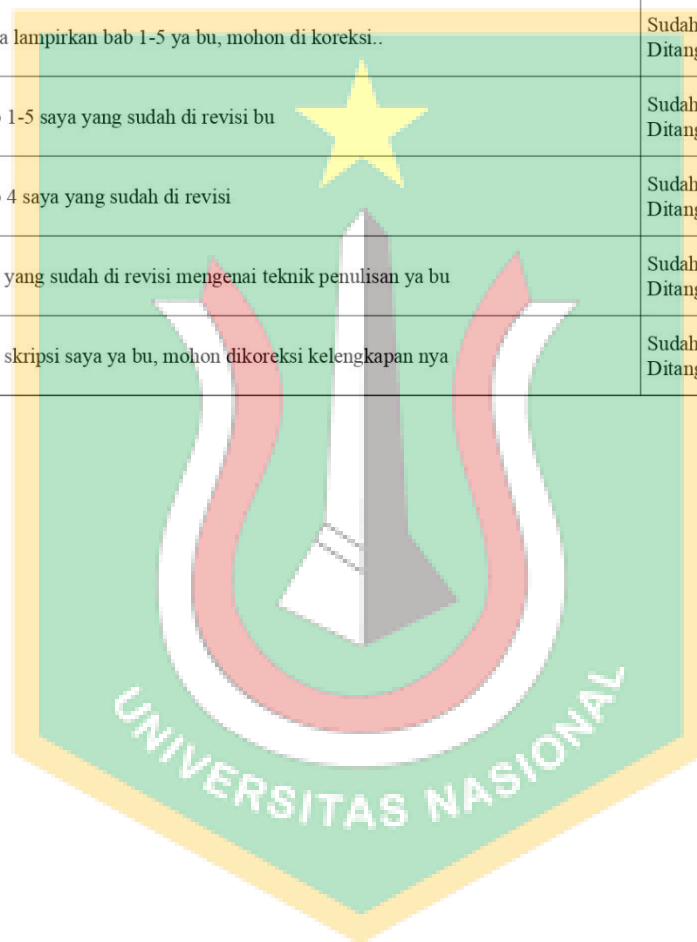 a lampirkan bab 1-5 ya bu, mohon di koreksi..
Sudah
Ditang
1-5 saya yang sudah di revisi bu
Sudah
Ditang
4 saya yang sudah di revisi
Sudah
Ditang
yang sudah di revisi mengenai teknik penulisan ya bu
Sudah
Ditang
skripsi saya ya bu, mohon dikoreksi kelengkapan nya
Sudah
Ditang
UNIVERSITAS NASIONAL